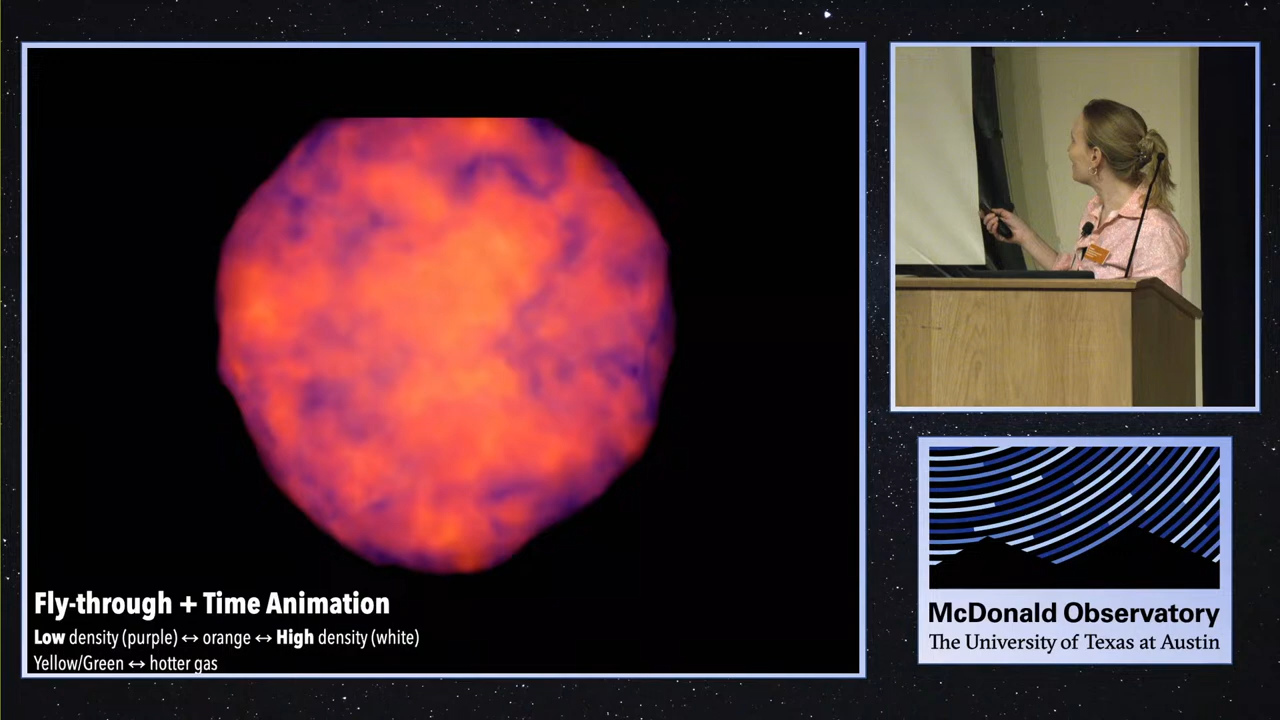 Fly-through + Time Animation
Low density (purple) ↔ orange ↔ High density (white)
Yellow/Green ↔ hotter gas
McDonald Observatory
The University of Texas at Austin